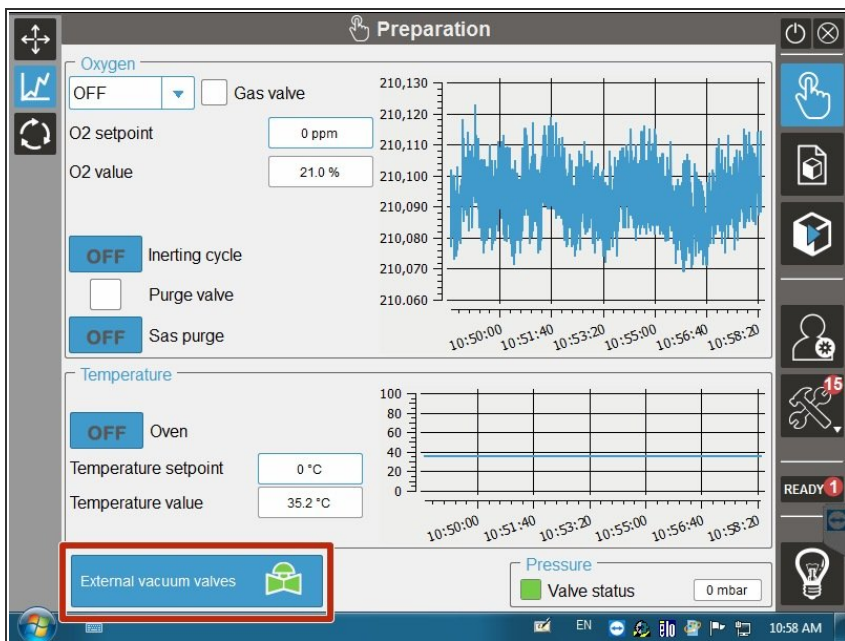 Preparation
Oxygen
OFF
Gas valve
O2 setpoint
0 ppm
O2 value
21.0 %
OFF
Inerting cycle
Purge valve
OFF
Sas purge
210,130
210,120
210,110
210,100
210,090
210,080
210,070
210.060
10:50:00 10:51:40 10:53:20 10:55:00 10:56:40 10:58:20
Temperature
OFF
Oven
Temperature setpoint
0 °C
Temperature value
35.2 °C
100
80
60
40
20
0
10:50:00 10:51:40 10:53:20 10:55:00 10:56:40 10:58:20
External vacuum valves
Pressure
Valve status
0 mbar
15
READY 1
EN
10:58 AM